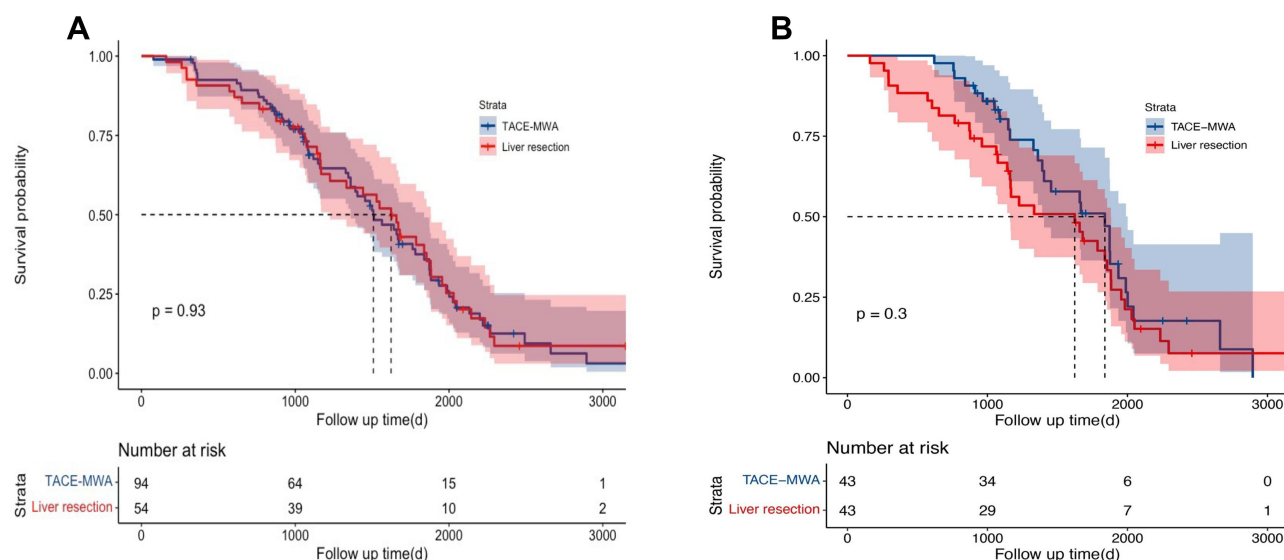 A
Survival probability
1.00
0.75
0.50
0.25
0.00
Strata
TACE-MWA
Liver resection
p = 0.93
0 1000 2000 3000
Follow up time(d)
Number at risk
Strata
TACE-MWA 94 64 15 1
Liver resection 54 39 10 2
0 1000 2000 3000
Follow up time(d)
B
Survival probability
1.00
0.75
0.50
0.25
0.00
Strata
TACE−MWA
Liver resection
p = 0.3
0 1000 2000 3000
Follow up time(d)
Number at risk
Strata
TACE−MWA 43 34 6 0
Liver resection 43 29 7 1
0 1000 2000 3000
Follow up time(d)